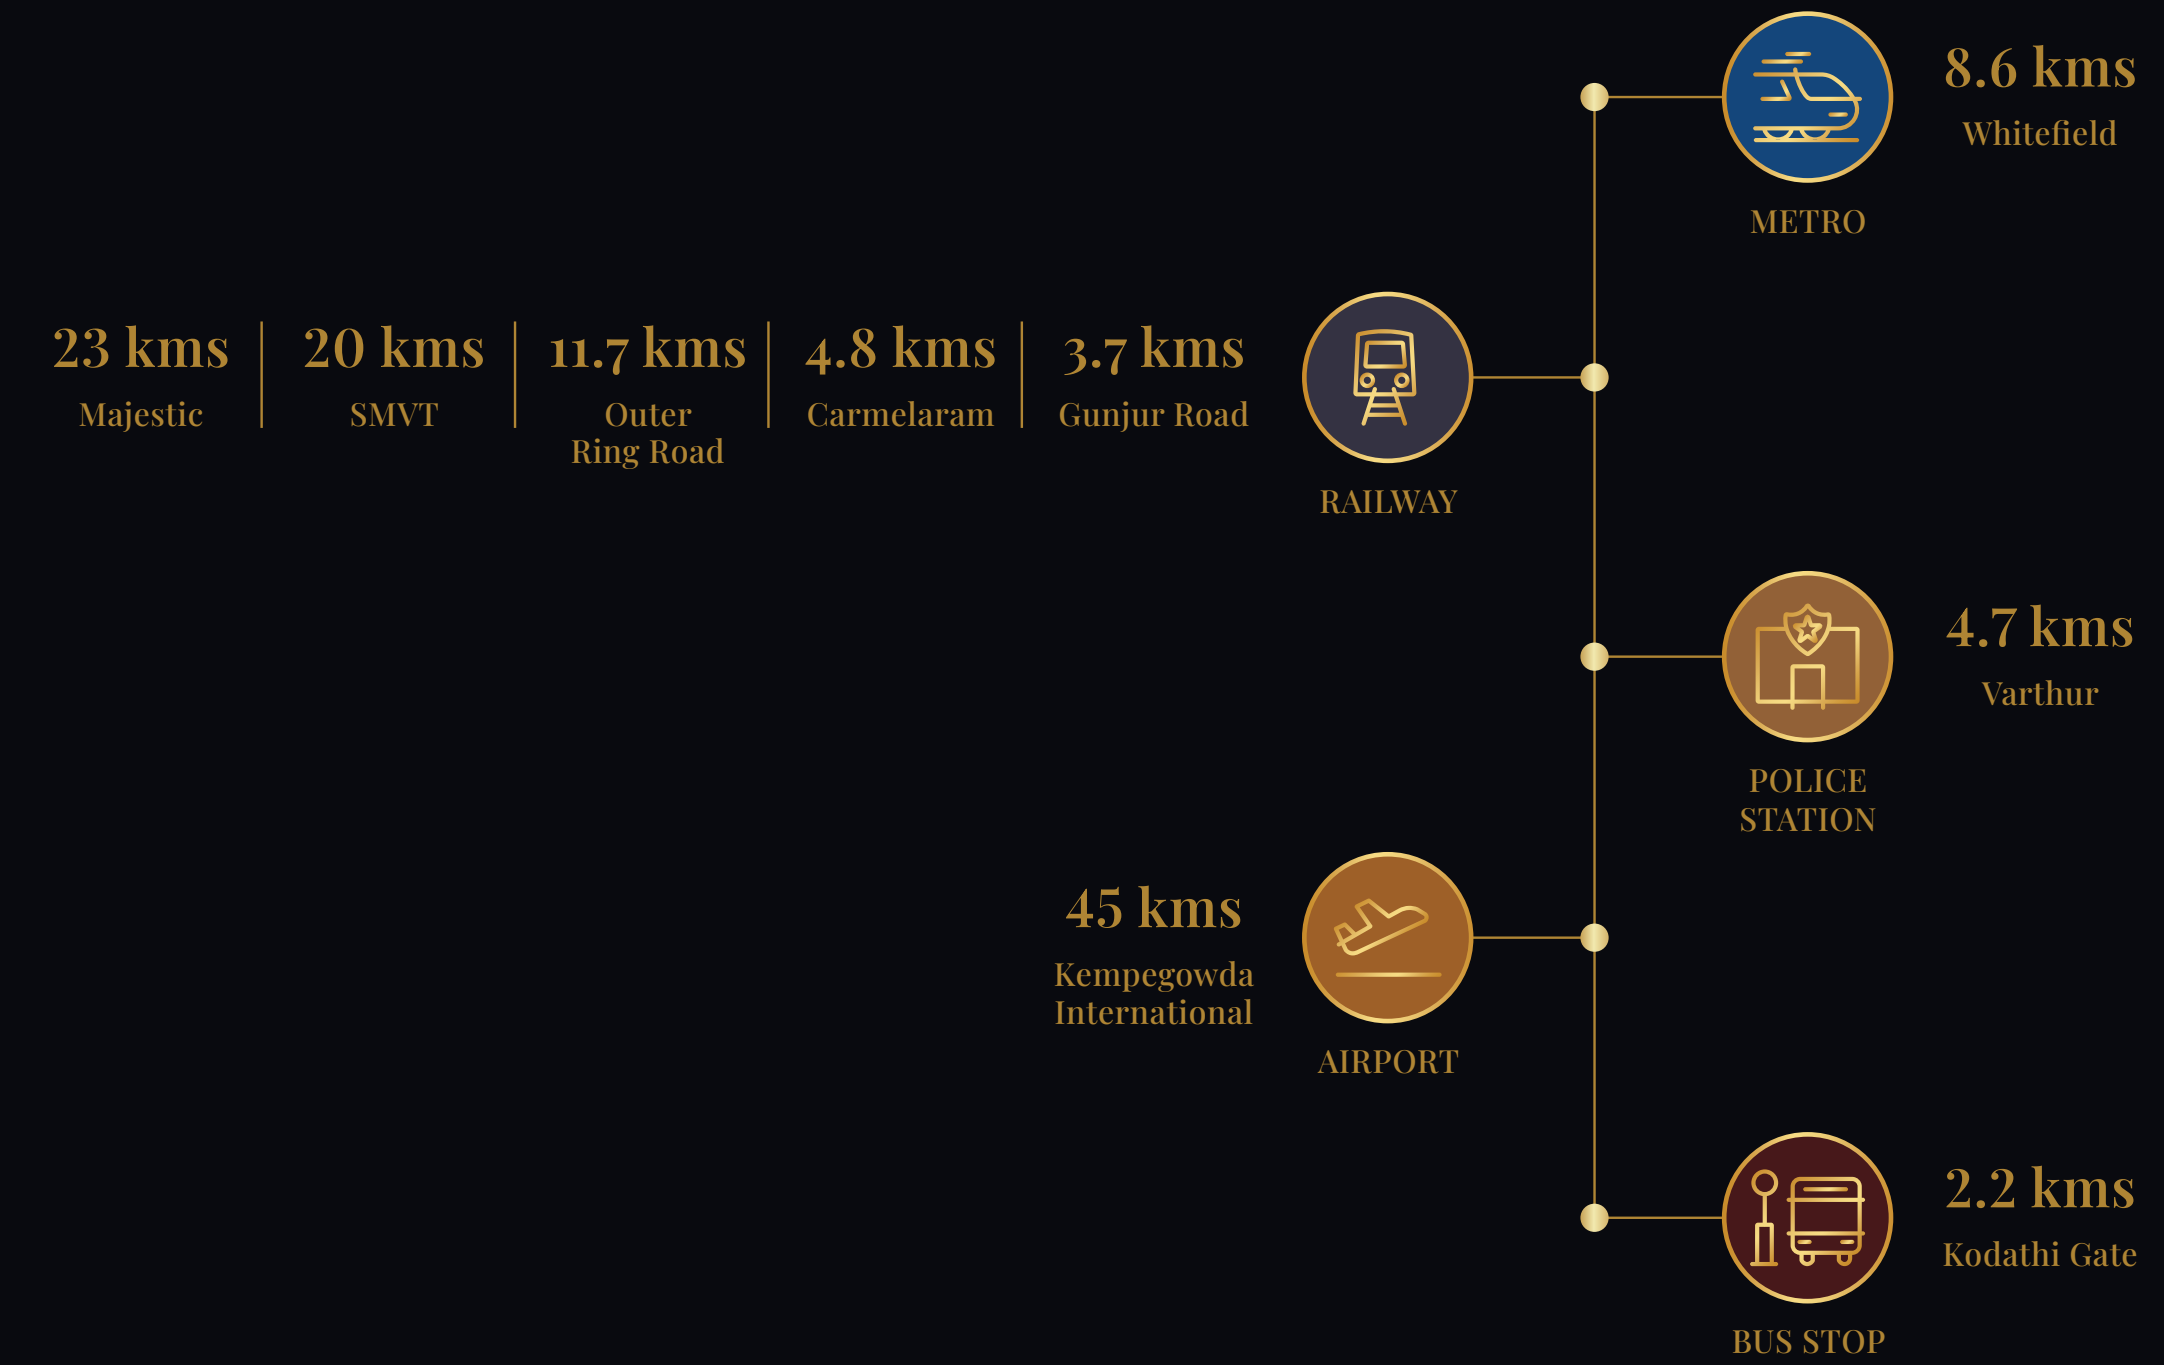 8.6 kms
Whitefield
METRO
23 kms
Majestic
20 kms
SMVT
11.7 kms
Outer
Ring Road
4.8 kms
Carmelaram
3.7 kms
Gunjur Road
RAILWAY
4.7 kms
Varthur
POLICE
STATION
45 kms
Kempegowda
International
AIRPORT
2.2 kms
Kodathi Gate
BUS STOP